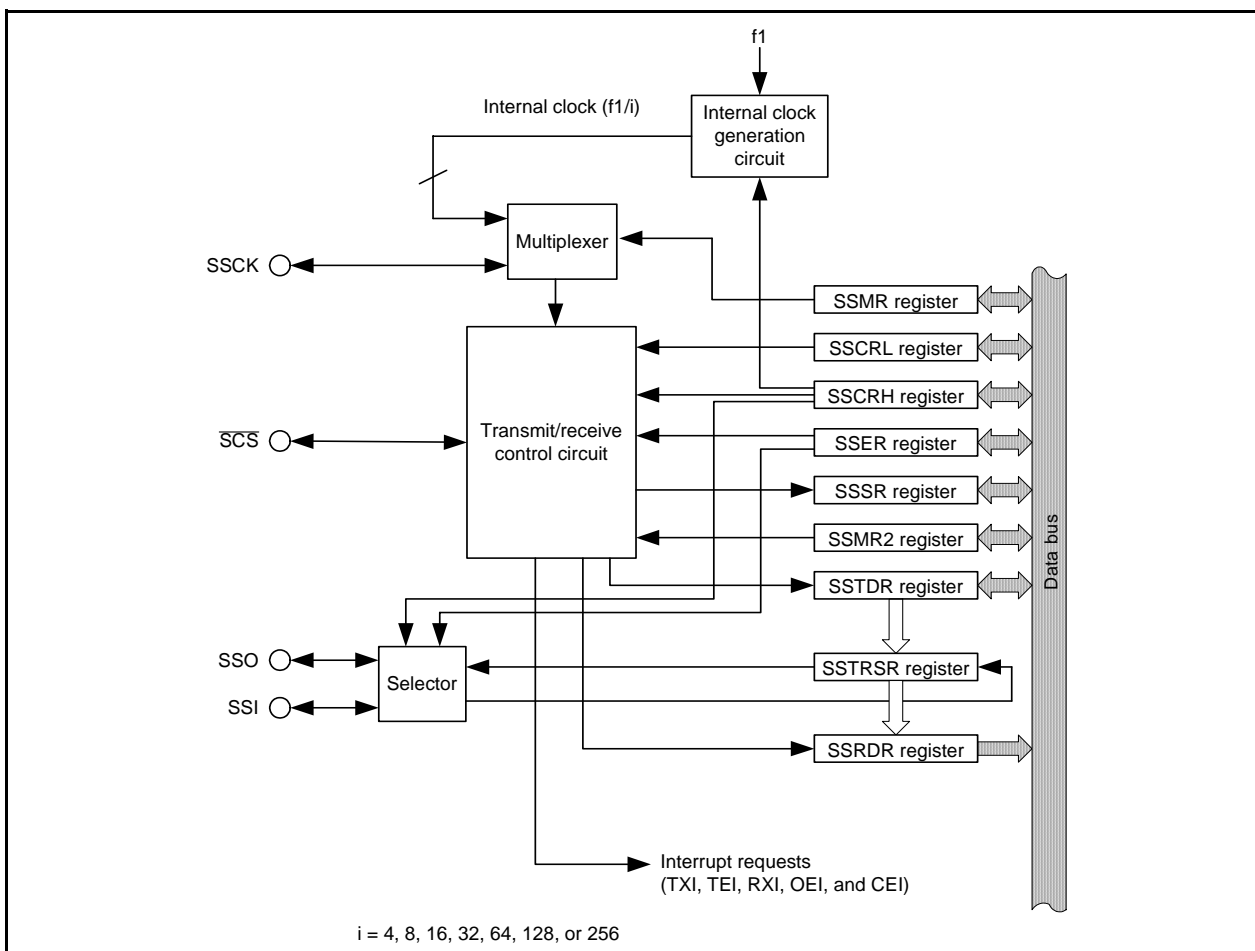 f1
Internal clock (f1/i)
Internal clock
generation
circuit
Multiplexer
SSCK
SSMR register
SSCRL register
SSCRH register
SCS
Transmit/receive
control circuit
SSER register
SSSR register
SSMR2 register
SSTDR register
Data bus
SSO
SSI
Selector
SSTRSR register
SSRDR register
Interrupt requests
(TXI, TEI, RXI, OEI, and CEI)
i = 4, 8, 16, 32, 64, 128, or 256